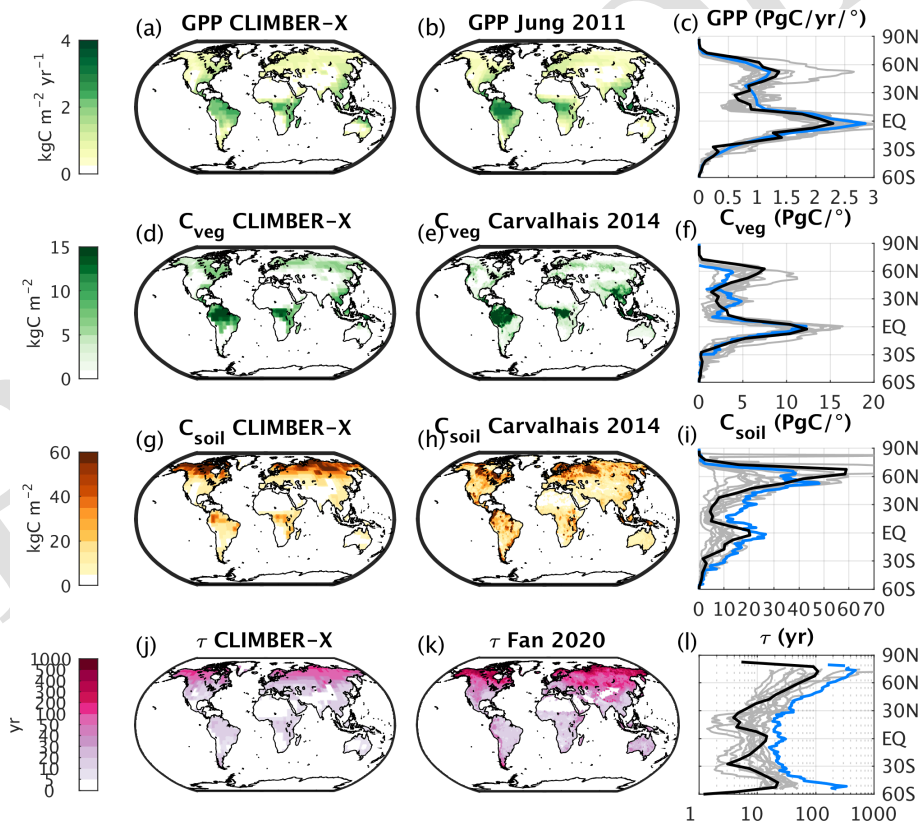 (a) GPP CLIMBER-X
(b) GPP Jung 2011
(c) GPP (PgC/yr/°)
kgC m⁻² yr⁻¹
4
2
0
90N
60N
30N
EQ
30S
60S
0 0.5 1 1.5 2 2.5 3
(d) C_veg CLIMBER-X
(e) C_veg Carvalhais 2014
(f) C_veg (PgC/°)
kgC m⁻²
15
10
5
0
90N
60N
30N
EQ
30S
60S
0 5 10 15 20
(g) C_soil CLIMBER-X
(h) C_soil Carvalhais 2014
(i) C_soil (PgC/°)
kgC m⁻²
60
40
20
0
90N
60N
30N
EQ
30S
60S
0 10 20 30 40 50 60 70
(j) τ CLIMBER-X
(k) τ Fan 2020
(l) τ (yr)
yr
1000
500
300
200
100
70
50
40
30
20
10
5
0
90N
60N
30N
EQ
30S
60S
1 10 100 1000